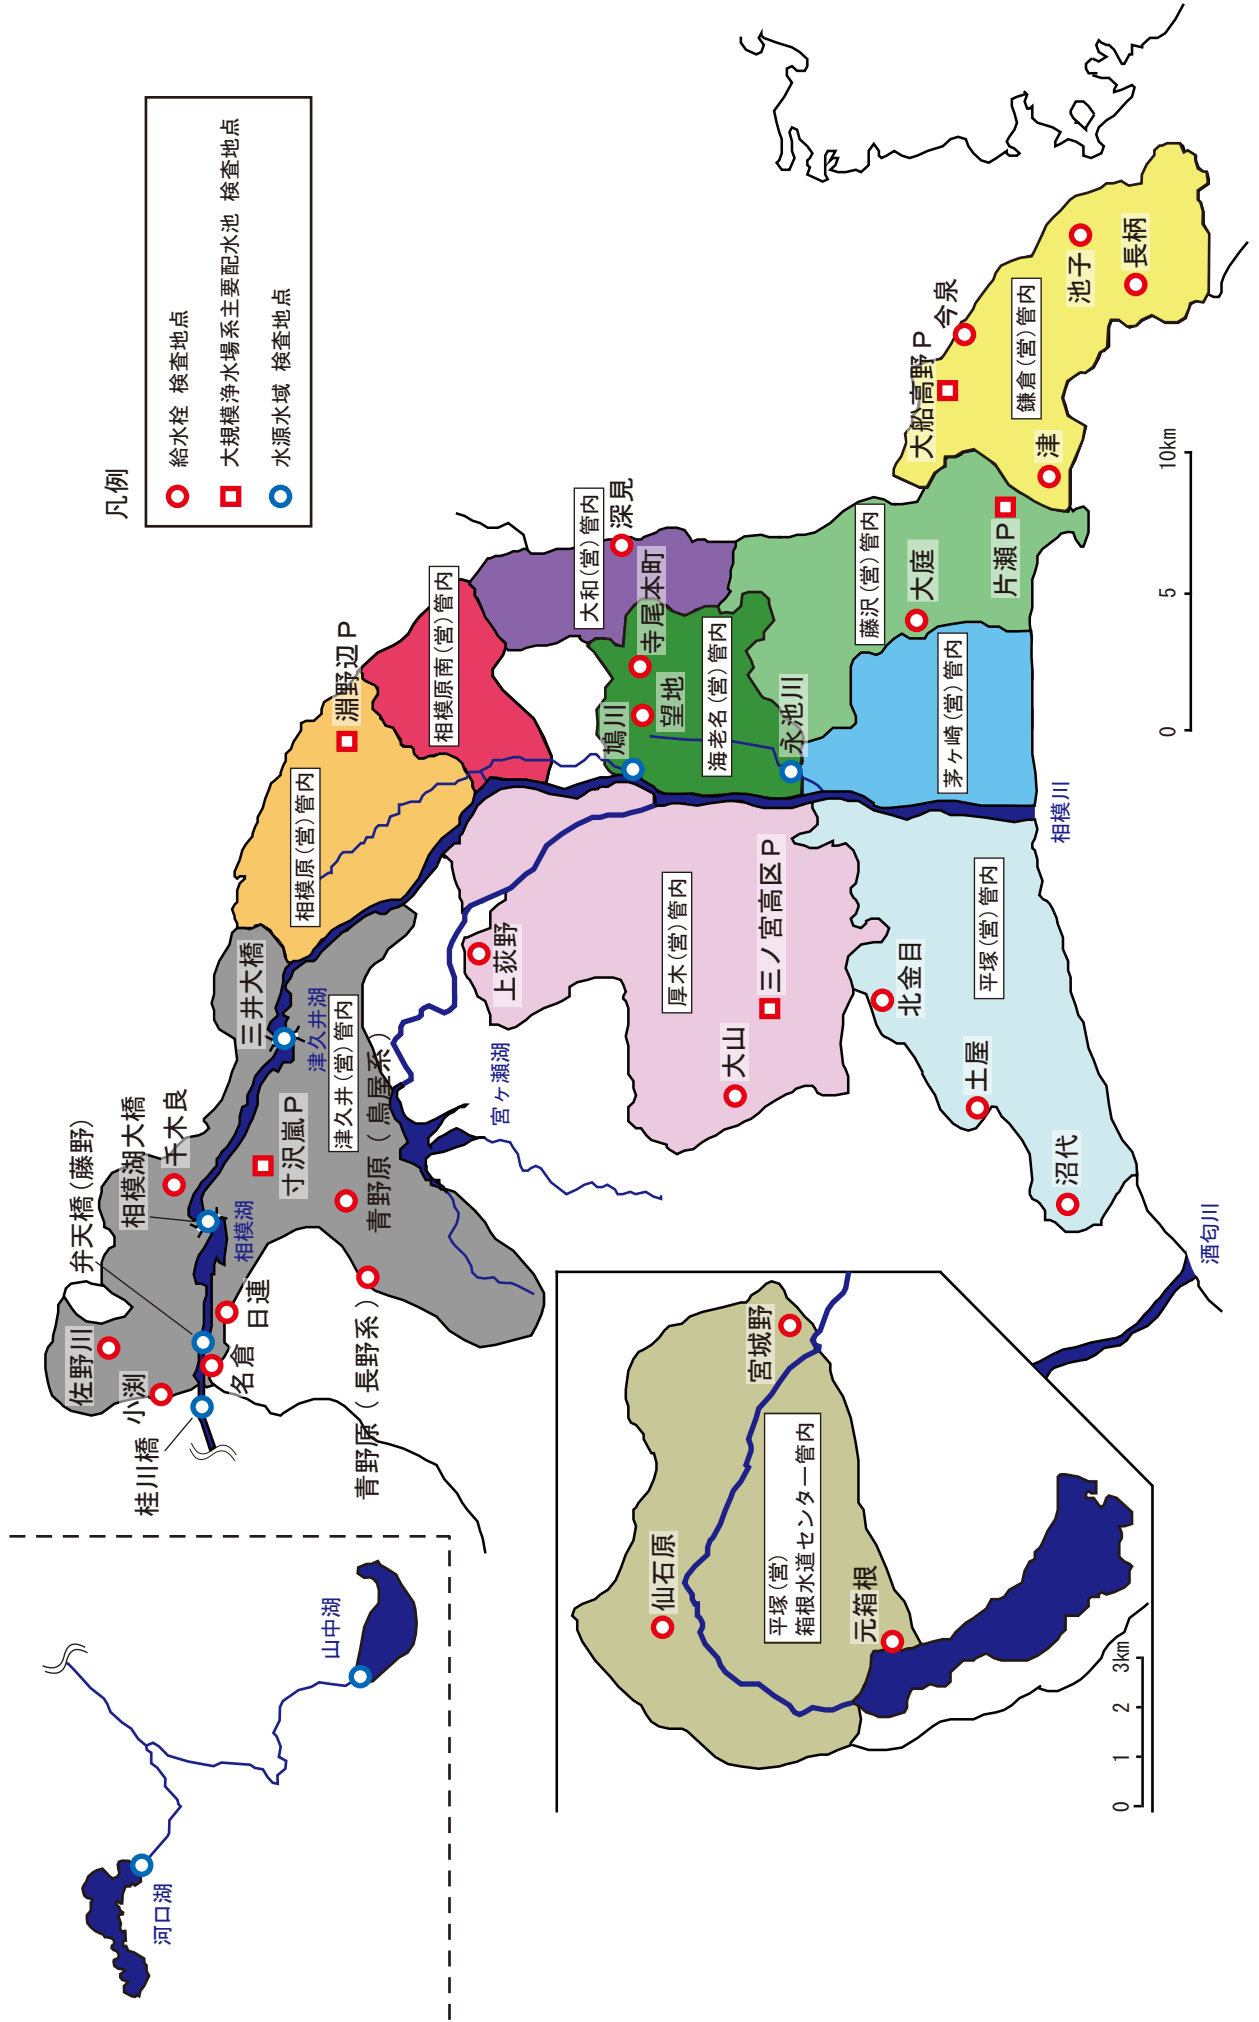 凡例
給水栓 検査地点
大規模浄水場系主要配水池 検査地点
水源水域 検査地点
河口湖
山中湖
桂川橋
小渕
佐野川
弁天橋(藤野)
相模湖大橋
千木良
三井大橋
名倉
日連
相模湖
寸沢嵐P
津久井湖
津久井(営)管内
青野原(鳥屋系)
青野原(長野系)
宮ヶ瀬湖
相模原(営)管内
淵野辺P
相模原南(営)管内
大和(営)管内
深見
寺尾本町
望地
鳩川
海老名(営)管内
永池川
上荻野
厚木(営)管内
三ノ宮高区P
大山
北金目
土屋
沼代
平塚(営)管内
茅ヶ崎(営)管内
相模川
藤沢(営)管内
大庭
片瀬P
大船高野P
今泉
鎌倉(営)管内
津
池子
長柄
酒匂川
0 5 10km
宮城野
仙石原
平塚(営)
箱根水道センター管内
元箱根
0 1 2 3km